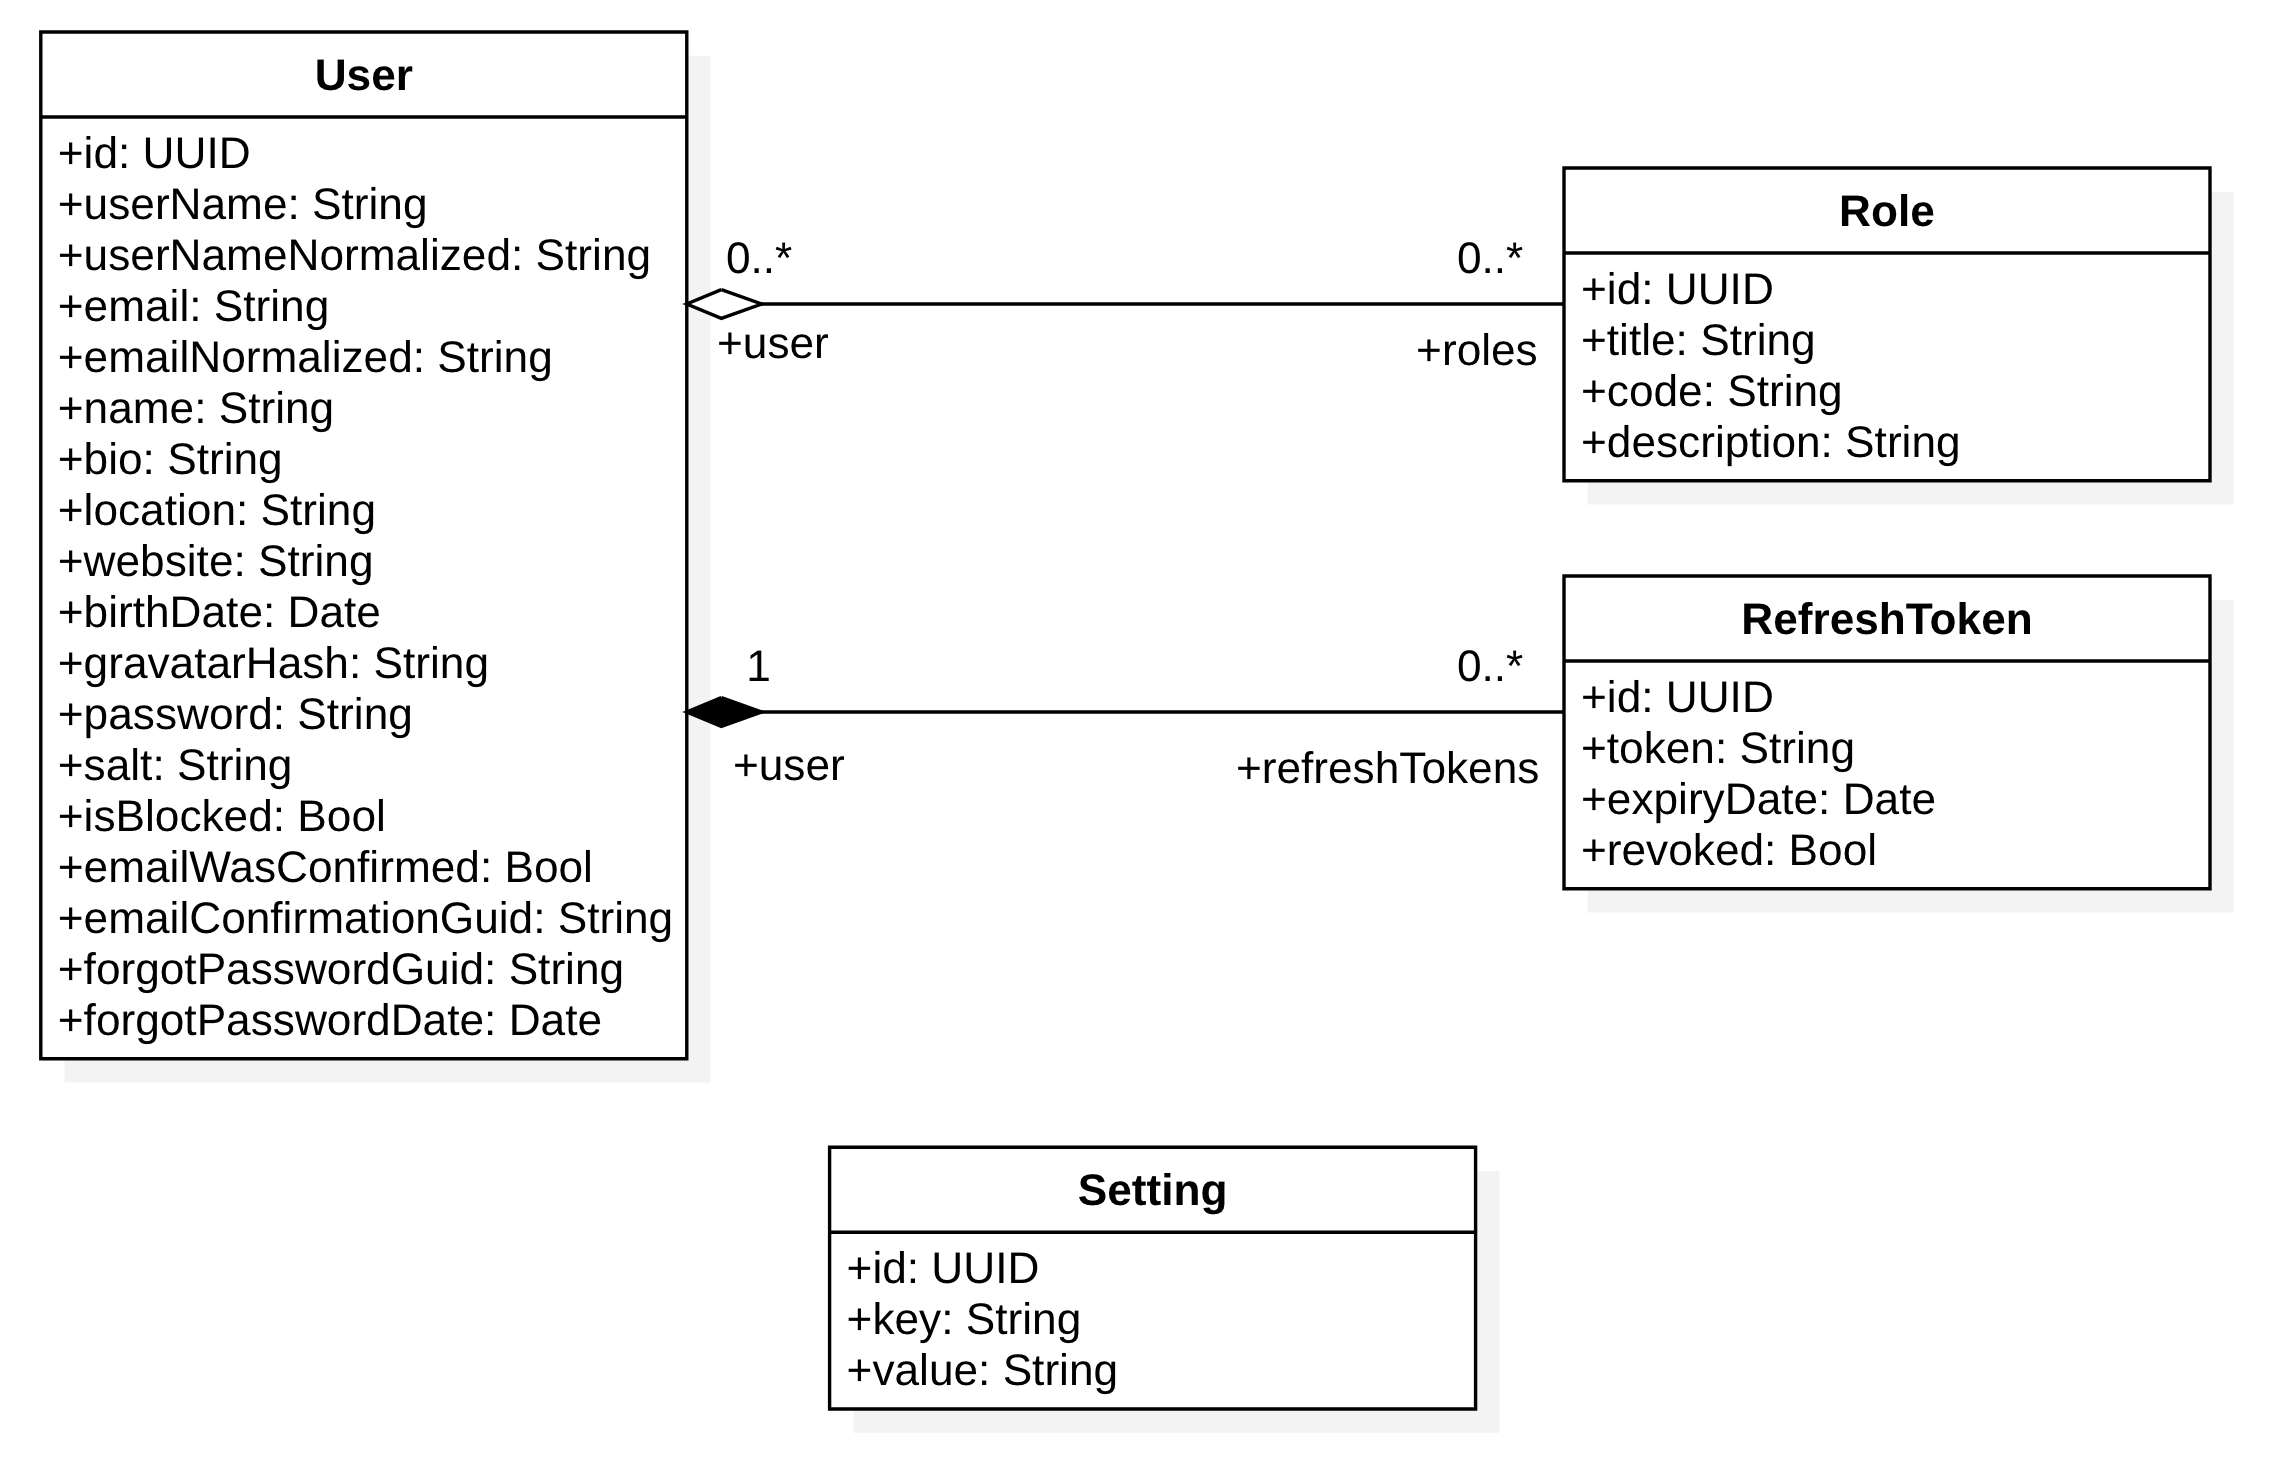 User
+id: UUID
+userName: String
+userNameNormalized: String
+email: String
+emailNormalized: String
+name: String
+bio: String
+location: String
+website: String
+birthDate: Date
+gravatarHash: String
+password: String
+salt: String
+isBlocked: Bool
+emailWasConfirmed: Bool
+emailConfirmationGuid: String
+forgotPasswordGuid: String
+forgotPasswordDate: Date
0..*
0..*
+user
+roles
Role
+id: UUID
+title: String
+code: String
+description: String
1
0..*
+user
+refreshTokens
RefreshToken
+id: UUID
+token: String
+expiryDate: Date
+revoked: Bool
Setting
+id: UUID
+key: String
+value: String